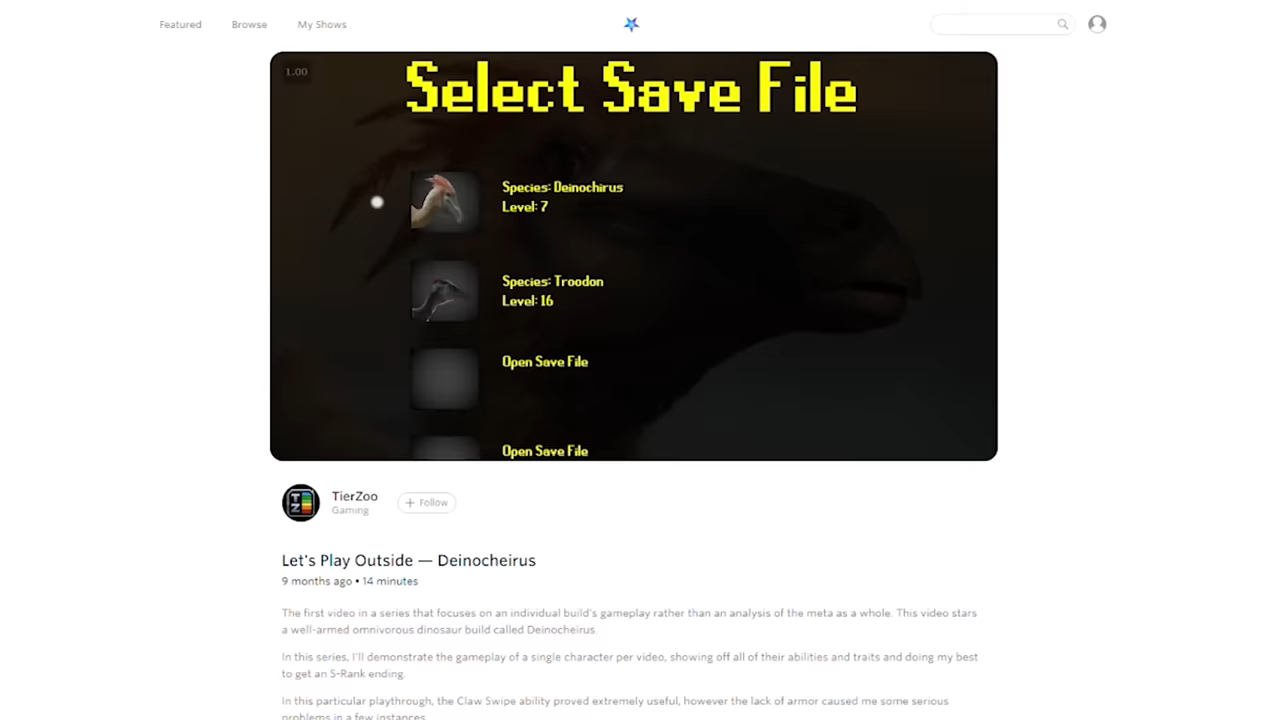 Featured Browse My Shows
1.00
Select Save File
Species: Deinochirus
Level: 7
Species: Troodon
Level: 16
Open Save File
Open Save File
TZ
TierZoo
Gaming
+ Follow
Let's Play Outside — Deinocheirus
9 months ago • 14 minutes
The first video in a series that focuses on an individual build's gameplay rather than an analysis of the meta as a whole. This video stars
a well-armed omnivorous dinosaur build called Deinocheirus.
In this series, I'll demonstrate the gameplay of a single character per video, showing off all of their abilities and traits and doing my best
to get an S-Rank ending.
In this particular playthrough, the Claw Swipe ability proved extremely useful, however the lack of armor caused me some serious
problems in a few instances.